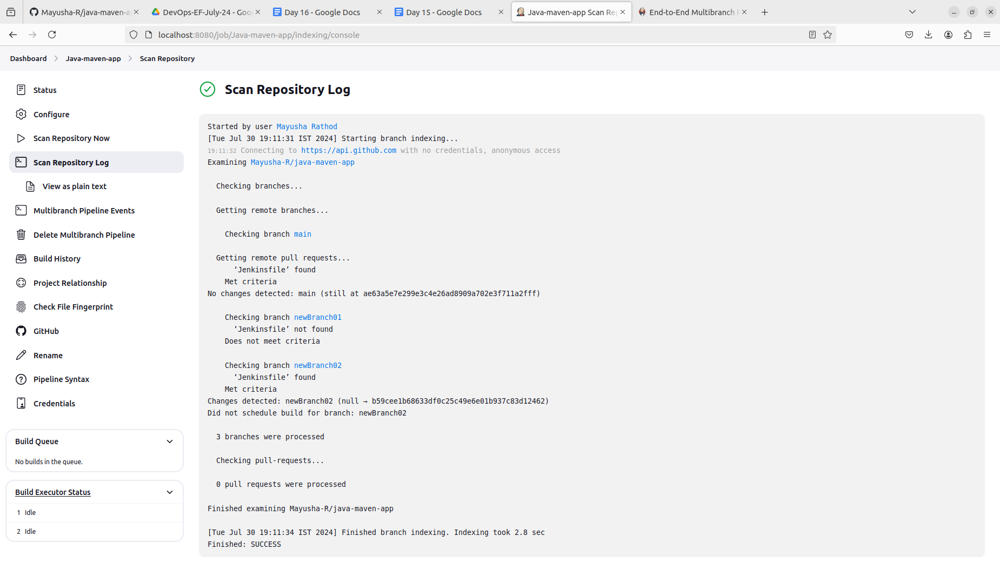 Mayusha-R/java-maven-a
DevOps-EF-July-24 - Goo
Day 16 - Google Docs
Day 15 - Google Docs
Java-maven-app Scan Re
End-to-End Multibranch
localhost:8080/job/Java-maven-app/indexing/console
Dashboard
Java-maven-app
Scan Repository
Status
Configure
Scan Repository Now
Scan Repository Log
View as plain text
Multibranch Pipeline Events
Delete Multibranch Pipeline
Build History
Project Relationship
Check File Fingerprint
GitHub
Rename
Pipeline Syntax
Credentials
Build Queue
No builds in the queue.
Build Executor Status
1 Idle
2 Idle
Scan Repository Log
Started by user Mayusha Rathod
[Tue Jul 30 19:11:31 IST 2024] Starting branch indexing...
19:11:32 Connecting to https://api.github.com with no credentials, anonymous access
Examining Mayusha-R/java-maven-app
Checking branches...
Getting remote branches...
Checking branch main
Getting remote pull requests...
‘Jenkinsfile’ found
Met criteria
No changes detected: main (still at ae63a5e7e299e3c4e26ad8909a702e3f711a2fff)
Checking branch newBranch01
‘Jenkinsfile’ not found
Does not meet criteria
Checking branch newBranch02
‘Jenkinsfile’ found
Met criteria
Changes detected: newBranch02 (null → b59cee1b68633df0c25c49e6e01b937c83d12462)
Did not schedule build for branch: newBranch02
3 branches were processed
Checking pull-requests...
0 pull requests were processed
Finished examining Mayusha-R/java-maven-app
[Tue Jul 30 19:11:34 IST 2024] Finished branch indexing. Indexing took 2.8 sec
Finished: SUCCESS